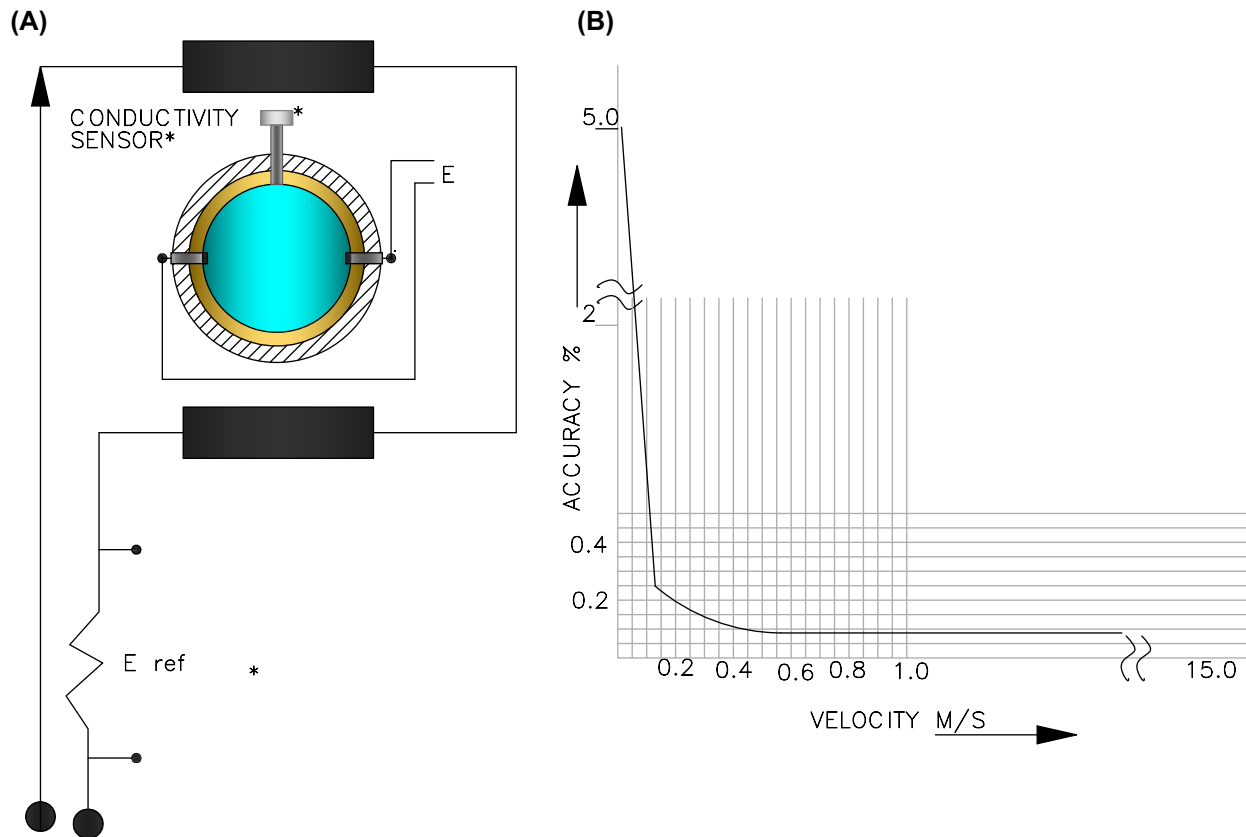 (A)
CONDUCTIVITY *
SENSOR*
E
E ref *
(B)
5.0
2
ACCURACY %
0.4
0.2
0.2 0.4 0.6 0.8 1.0 15.0
VELOCITY M/S